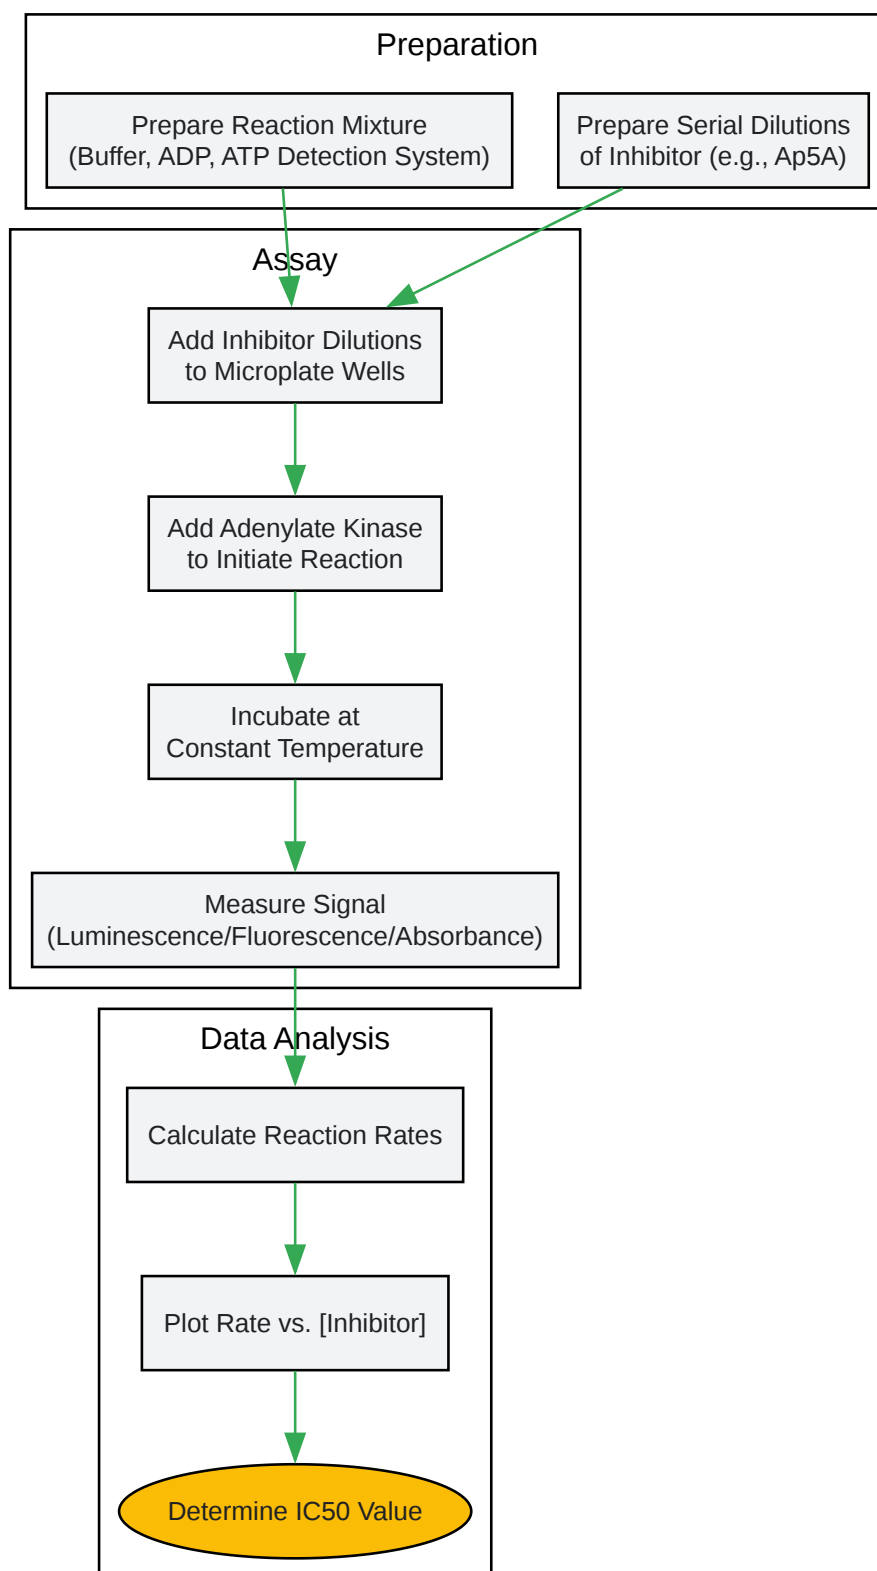 Preparation
Prepare Reaction Mixture
(Buffer, ADP, ATP Detection System)
Prepare Serial Dilutions
of Inhibitor (e.g., Ap5A)
Assay
Add Inhibitor Dilutions
to Microplate Wells
Add Adenylate Kinase
to Initiate Reaction
Incubate at
Constant Temperature
Measure Signal
(Luminescence/Fluorescence/Absorbance)
Data Analysis
Calculate Reaction Rates
Plot Rate vs. [Inhibitor]
Determine IC50 Value